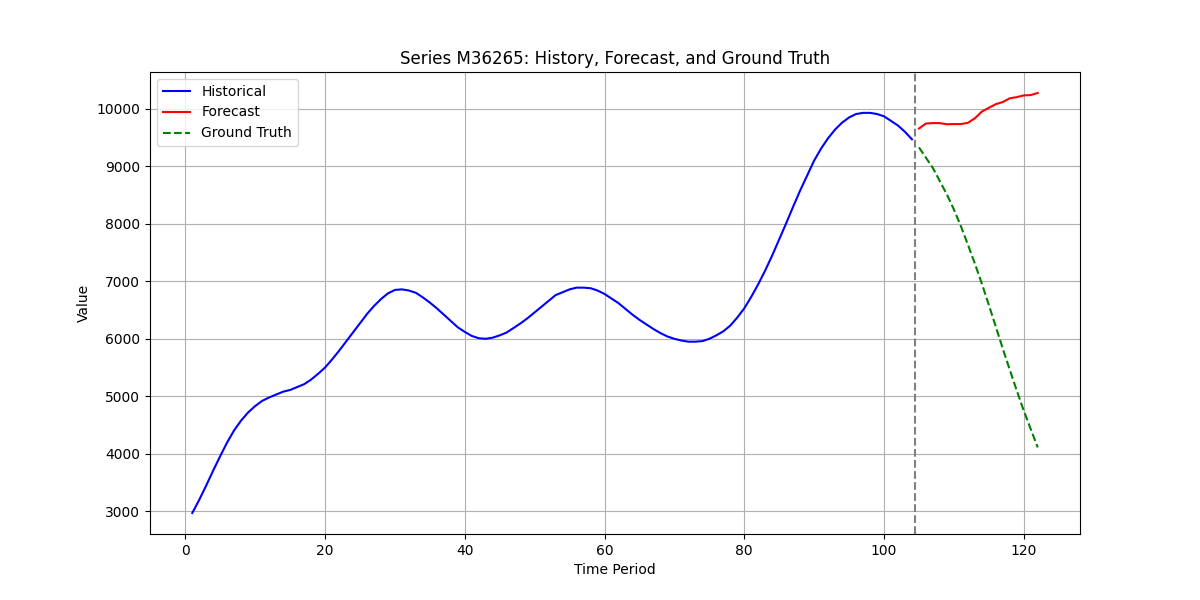 Series M36265: History, Forecast, and Ground Truth
Historical
Forecast
Ground Truth
10000
9000
8000
7000
6000
5000
4000
3000
Value
0 20 40 60 80 100 120
Time Period